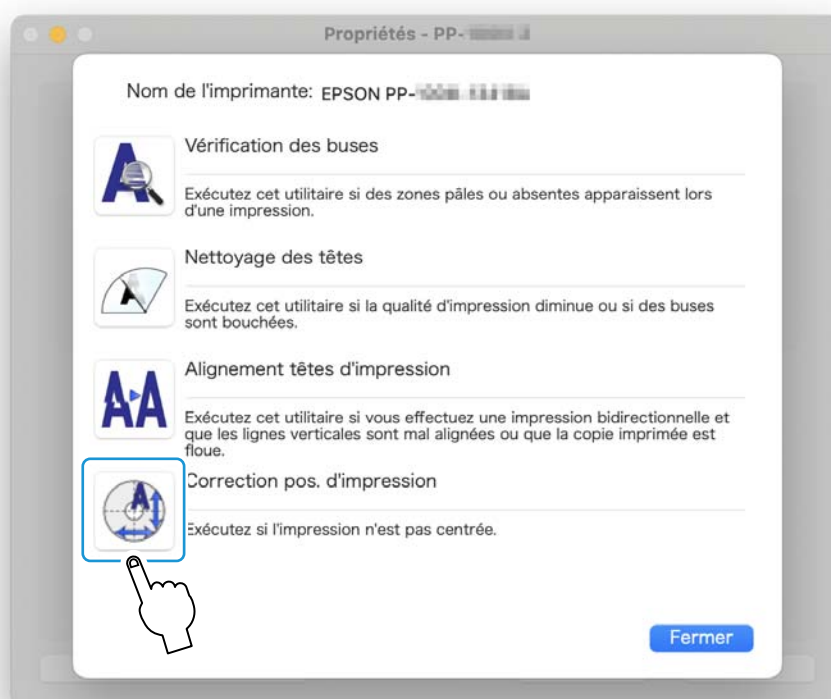 Propriétés - PP-
Nom de l'imprimante: EPSON PP-
Vérification des buses
Exécutez cet utilitaire si des zones pâles ou absentes apparaissent lors
d'une impression.
Nettoyage des têtes
Exécutez cet utilitaire si la qualité d'impression diminue ou si des buses
sont bouchées.
Alignement têtes d'impression
Exécutez cet utilitaire si vous effectuez une impression bidirectionnelle et
que les lignes verticales sont mal alignées ou que la copie imprimée est
floue.
Correction pos. d'impression
Exécutez si l'impression n'est pas centrée.
Fermer